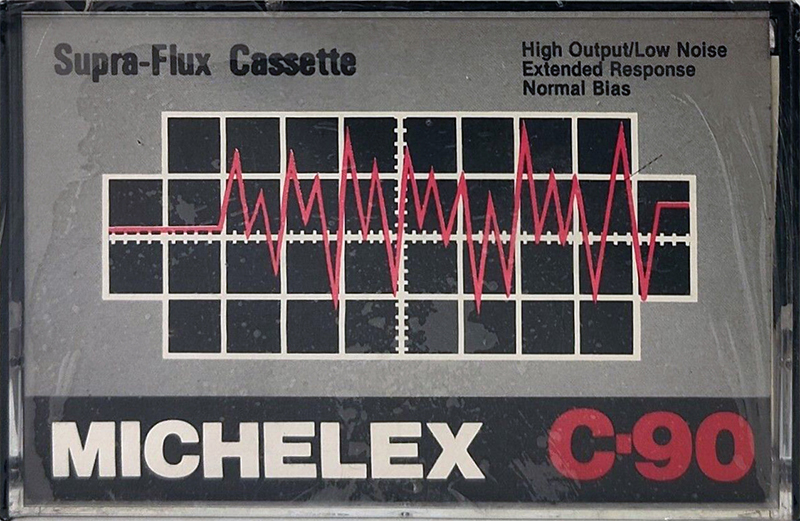 Supra-Flux Cassette
High Output/Low Noise
Extended Response
Normal Bias
MICHELEX C-90